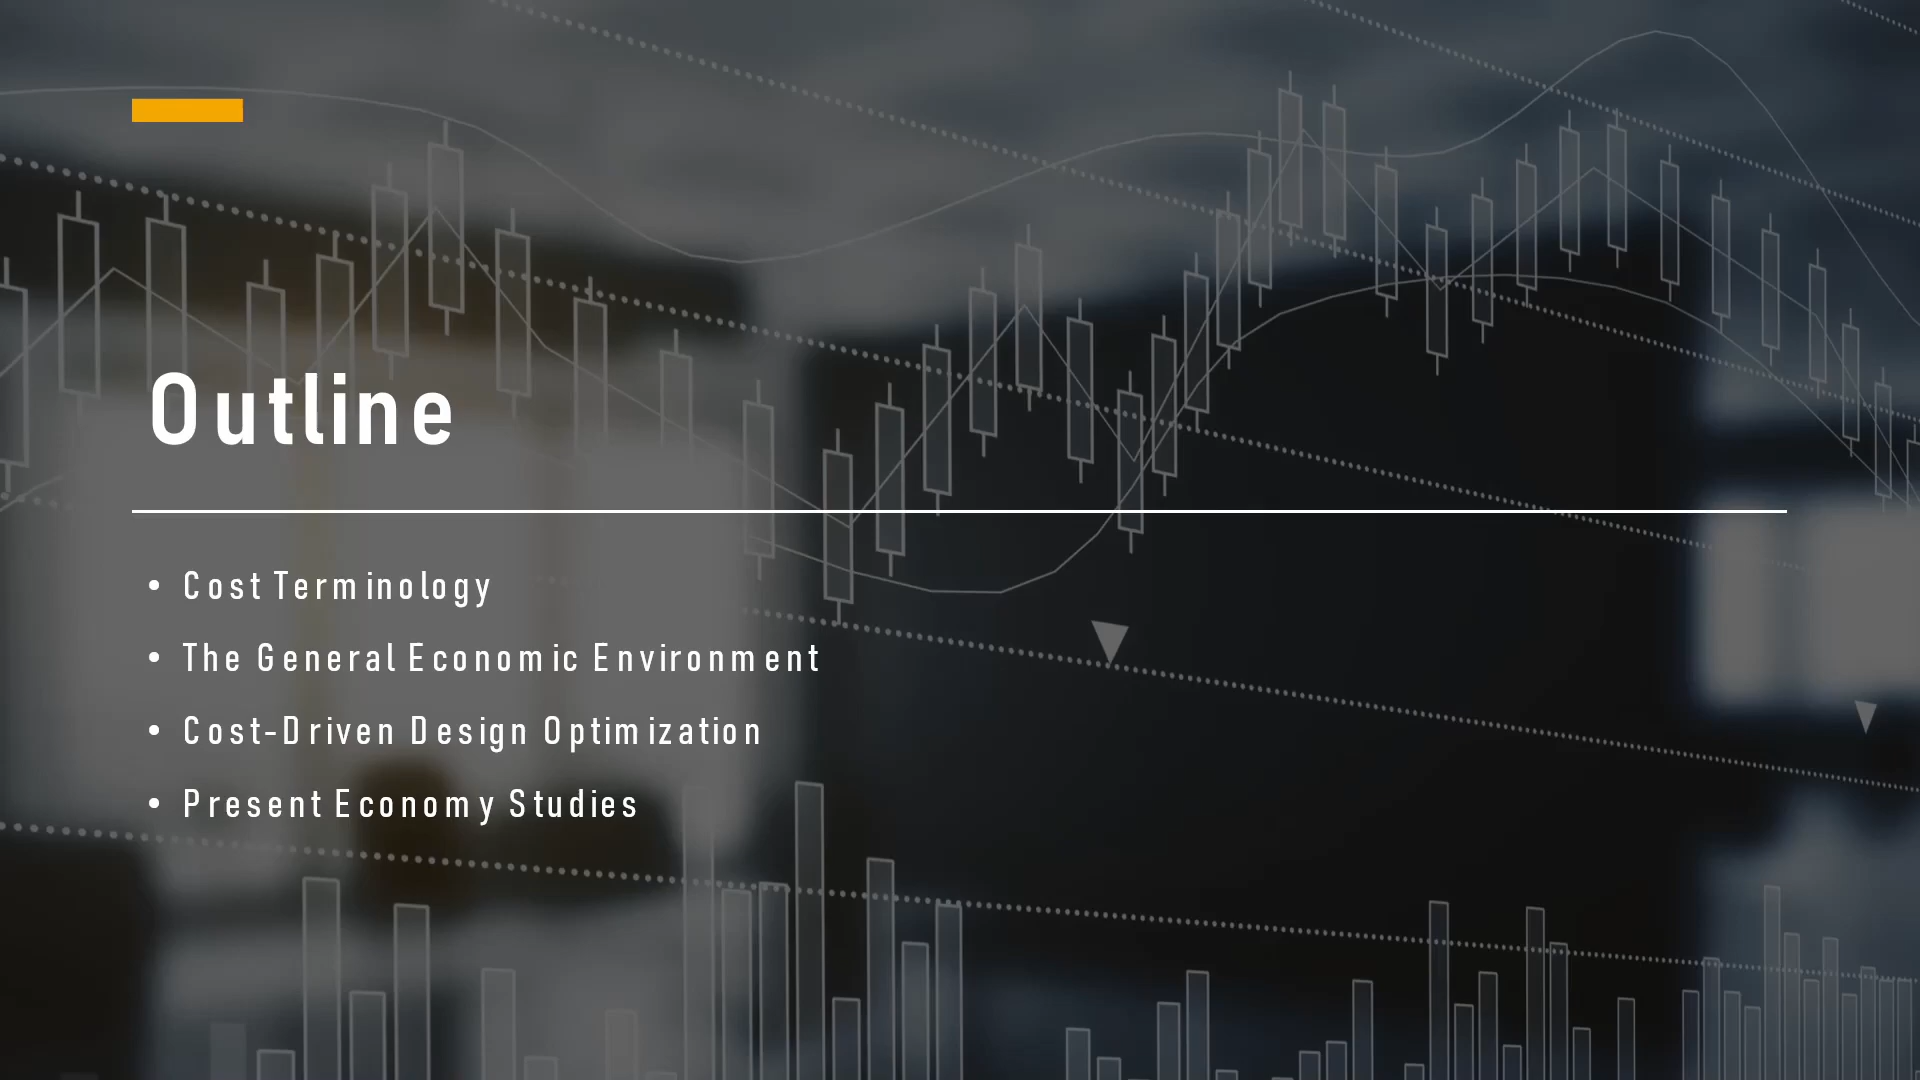 Outline
• Cost Terminology
• The General Economic Environment
• Cost-Driven Design Optimization
• Present Economy Studies